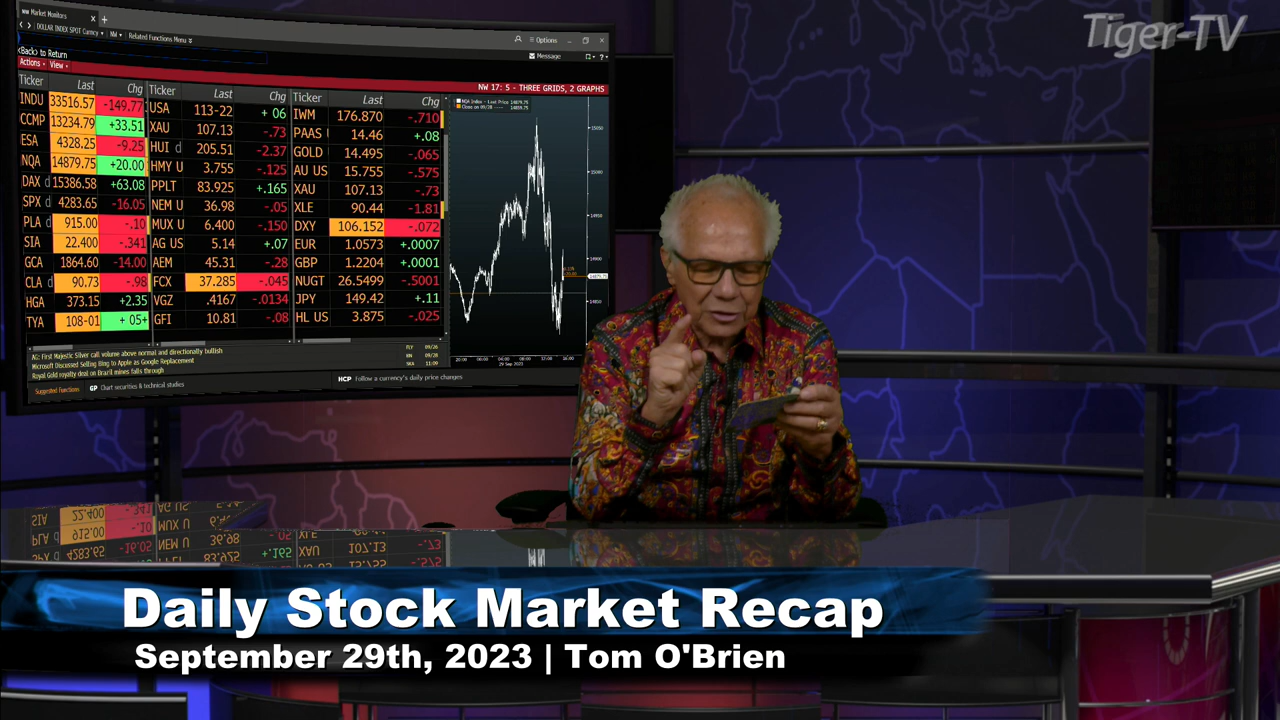 Market Monitors
DOLLAR INDEX SPOT Currency
NW
Related Functions Menu
Options
<Back> to Return
Message
Actions
View
NW 17: 5 - THREE GRIDS, 2 GRAPHS
Ticker Last Chg Ticker Last Chg Ticker Last Chg
INDU 33516.57 -149.77 USA 113-22 + 06 IWM 176.870 -.710
CCMP 13234.79 +33.51 XAU 107.13 -.73 PAAS U 14.46 +.08
ESA 4328.25 -9.25 HUI d 205.51 -2.37 GOLD 14.495 -.065
NQA 14879.75 +20.00 HMY U 3.755 -.125 AU US 15.755 -.575
DAX d 15386.58 +63.08 PPLT 83.925 +.165 XAU 107.13 -.73
SPX d 4283.65 -16.05 NEM U 36.98 -.05 XLE 90.44 -1.81
PLA d 915.00 -.10 MUX U 6.400 -.150 DXY 106.152 -.072
SIA 22.400 -.341 AG US 5.14 +.07 EUR 1.0573 +.0007
GCA 1864.60 -14.00 AEM 45.31 -.28 GBP 1.2204 +.0001
CLA d 90.73 -.98 FCX 37.285 -.045 NUGT 26.5499 -.5001
HGA 373.15 +2.35 VGZ .4167 -.0134 JPY 149.42 +.11
TYA 108-01 + 05+ GFI 10.81 -.08 HL US 3.875 -.025
AG: First Majestic Silver call volume above normal and directionally bullish
Microsoft Discussed Selling Bing to Apple as Google Replacement
Royal Gold royalty deal on Brazil mines falls through
Suggested Functions GP Chart securities & technical studies HCP Follow a currency's daily price changes
29 Sep 2023
Tiger-TV
Daily Stock Market Recap
September 29th, 2023 | Tom O'Brien